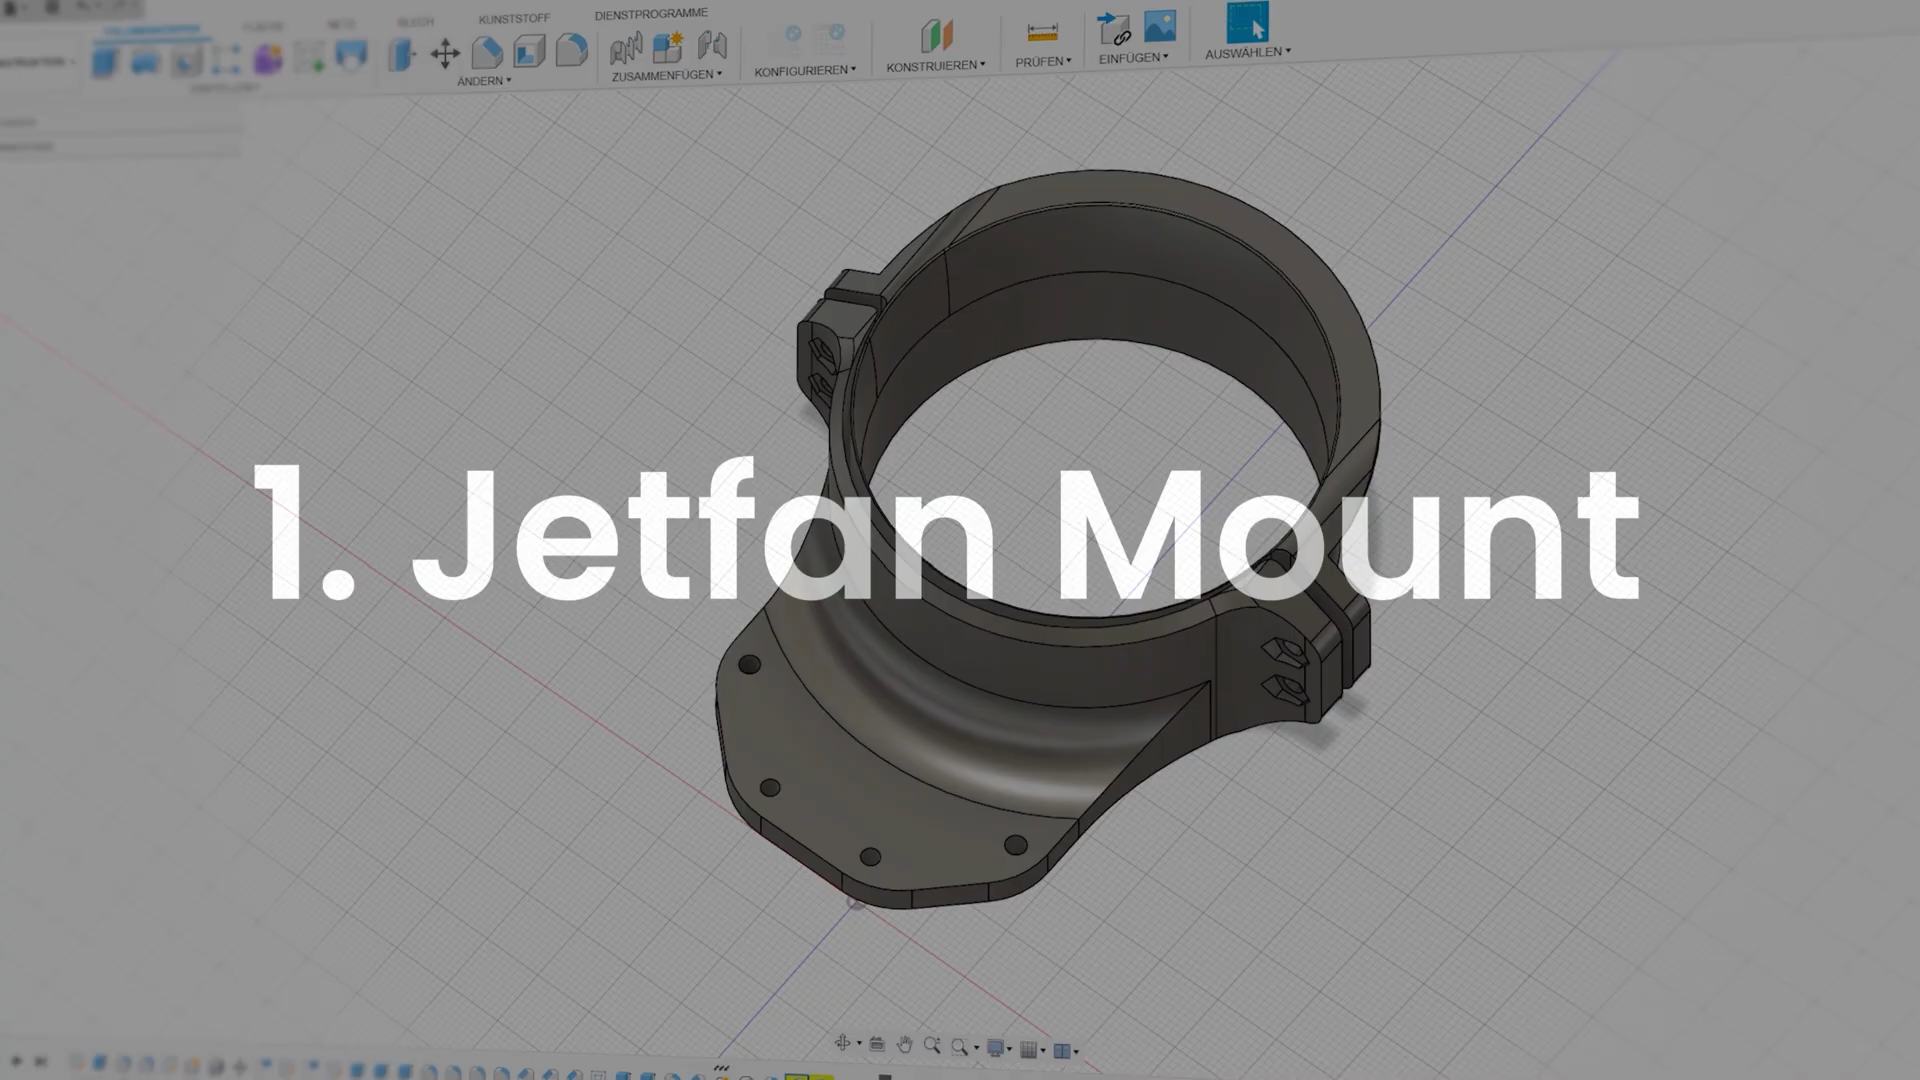 KUNSTSTOFF
DIENSTPROGRAMME
ÄNDERN
ZUSAMMENFÜGEN
KONFIGURIEREN
KONSTRUIEREN
PRÜFEN
EINFÜGEN
AUSWÄHLEN
1. Jetfan Mount